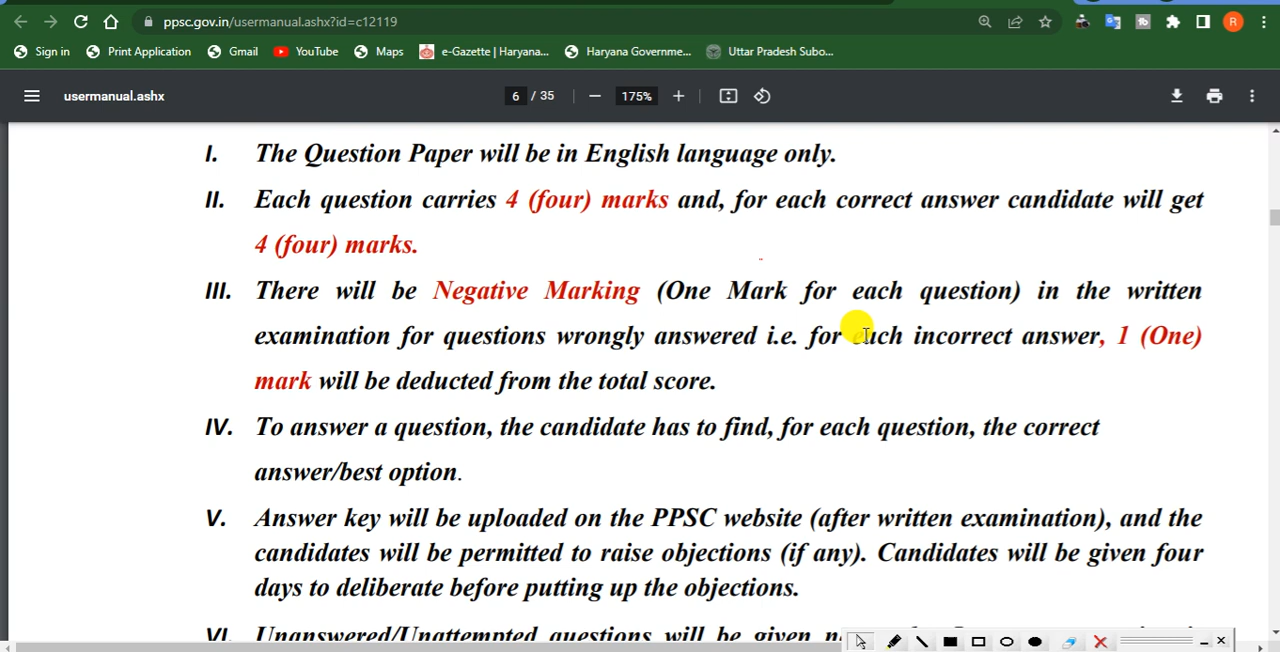 ppsc.gov.in/usermanual.ashx?id=c12119
R
Sign in Print Application Gmail YouTube Maps e-Gazette | Haryana... Haryana Governme... Uttar Pradesh Subo...
usermanual.ashx 6 / 35 175%
I. The Question Paper will be in English language only.
II. Each question carries 4 (four) marks and, for each correct answer candidate will get
4 (four) marks.
III. There will be Negative Marking (One Mark for each question) in the written
examination for questions wrongly answered i.e. for each incorrect answer, 1 (One)
mark will be deducted from the total score.
IV. To answer a question, the candidate has to find, for each question, the correct
answer/best option.
V. Answer key will be uploaded on the PPSC website (after written examination), and the
candidates will be permitted to raise objections (if any). Candidates will be given four
days to deliberate before putting up the objections.
VI. Unanswered/Unattempted questions will be given